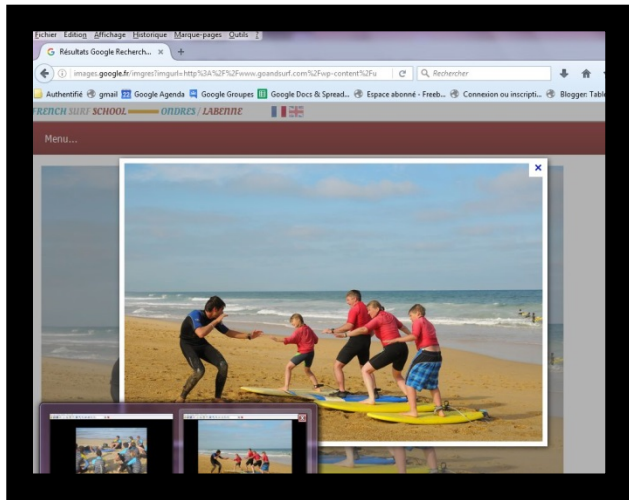 Fichier Edition Affichage Historique Marque-pages Outils ?
G Résultats Google Recherch... × +
images.google.fr/imgres?imgurl=http%3A%2F%2Fwww.goandsurf.com%2Fwp-content%2Fu Rechercher
Authentifié gmail Google Agenda Google Groupes Google Docs & Spread... Espace abonné - Freeb... Connexion ou inscripti... Blogger: Table
FRENCH SURF SCHOOL ONDRES / LABENNE
Menu...
×